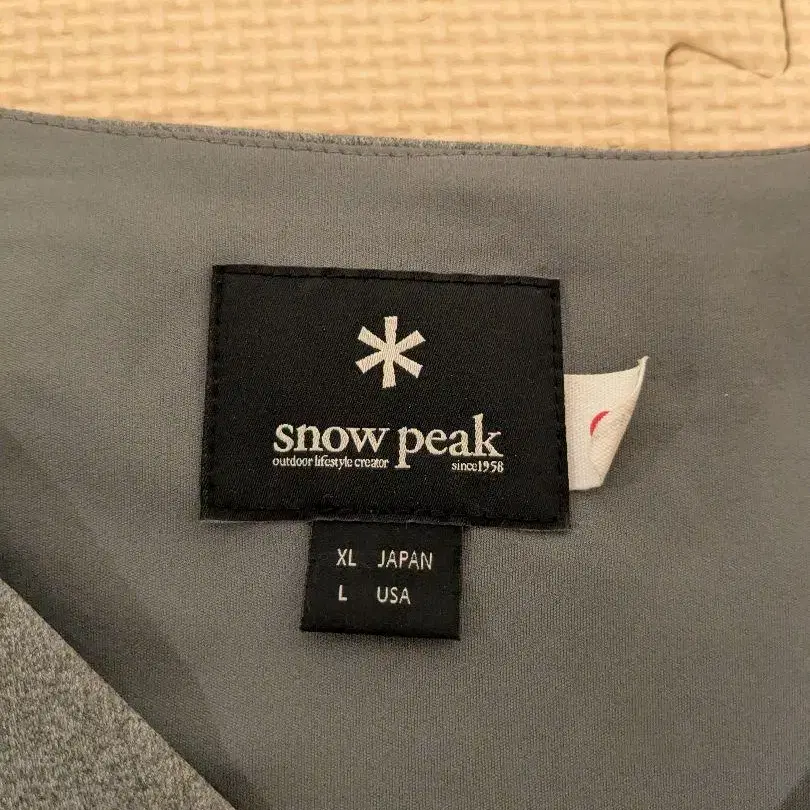 snow peak
outdoor lifestyle creator since1958
XL JAPAN
L USA